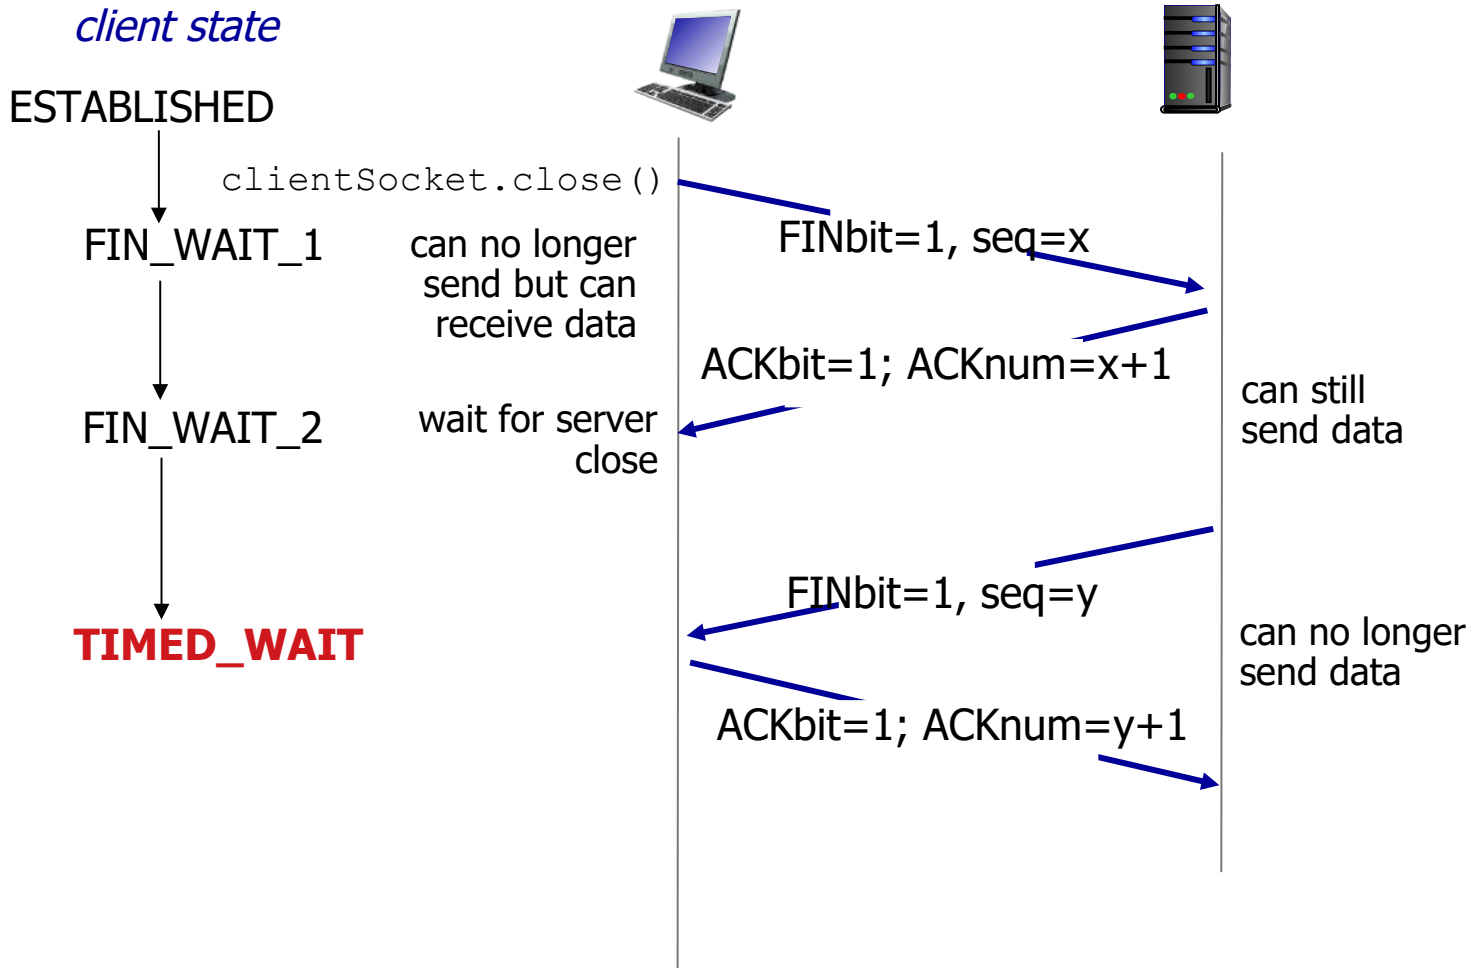 client state
ESTABLISHED
clientSocket.close()
FIN_WAIT_1
can no longer
send but can
receive data
FINbit=1, seq=x
ACKbit=1; ACKnum=x+1
FIN_WAIT_2
wait for server
close
can still
send data
FINbit=1, seq=y
TIMED_WAIT
can no longer
send data
ACKbit=1; ACKnum=y+1